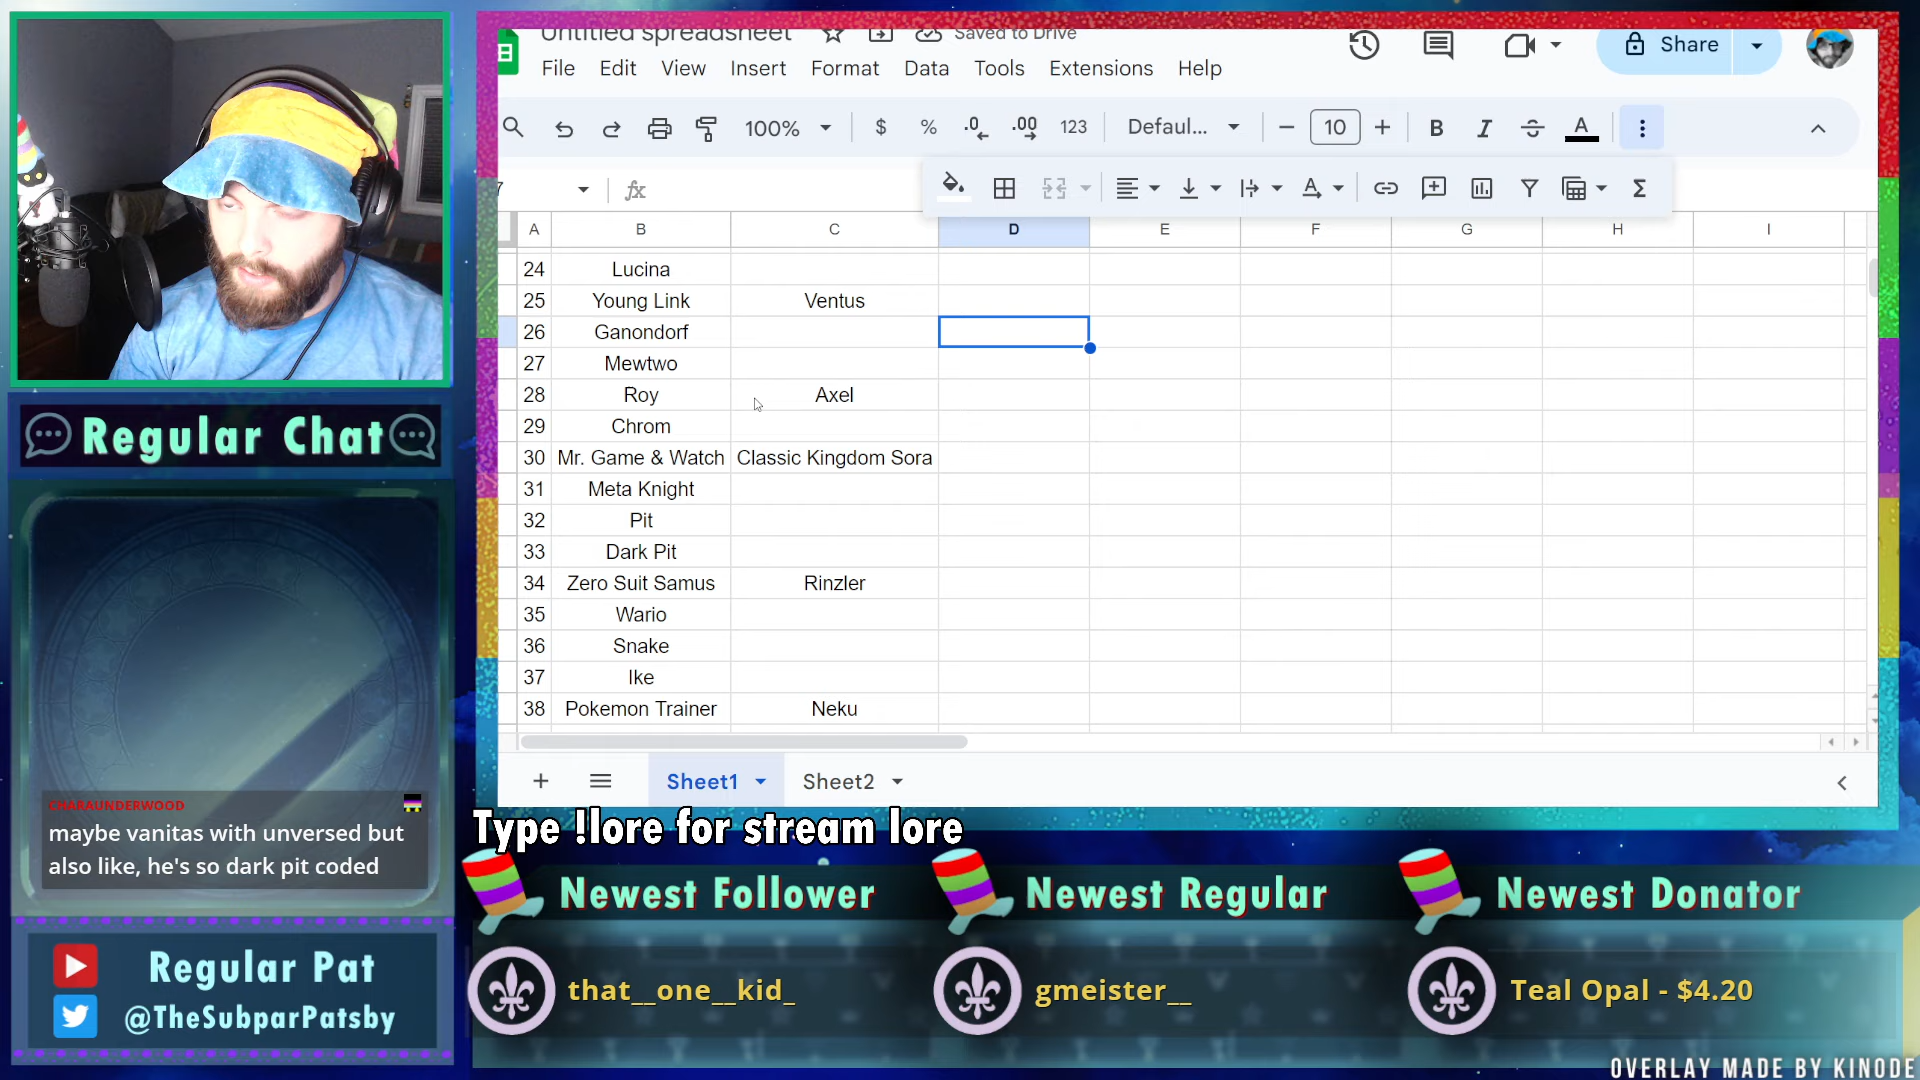 Untitled spreadsheet Saved to Drive
File Edit View Insert Format Data Tools Extensions Help
Share
100% $ % .0 .00 123 Defaul... 10 B I S A
fx
A B C D E F G H I
24 Lucina
25 Young Link Ventus
26 Ganondorf
27 Mewtwo
28 Roy Axel
29 Chrom
30 Mr. Game & Watch Classic Kingdom Sora
31 Meta Knight
32 Pit
33 Dark Pit
34 Zero Suit Samus Rinzler
35 Wario
36 Snake
37 Ike
38 Pokemon Trainer Neku
Sheet1 Sheet2
Regular Chat
CHARAUNDERWOOD
maybe vanitas with unversed but
also like, he's so dark pit coded
Regular Pat
@TheSubparPatsby
Type !lore for stream lore
Newest Follower
that__one__kid_
Newest Regular
gmeister__
Newest Donator
Teal Opal - $4.20
OVERLAY MADE BY KINODE